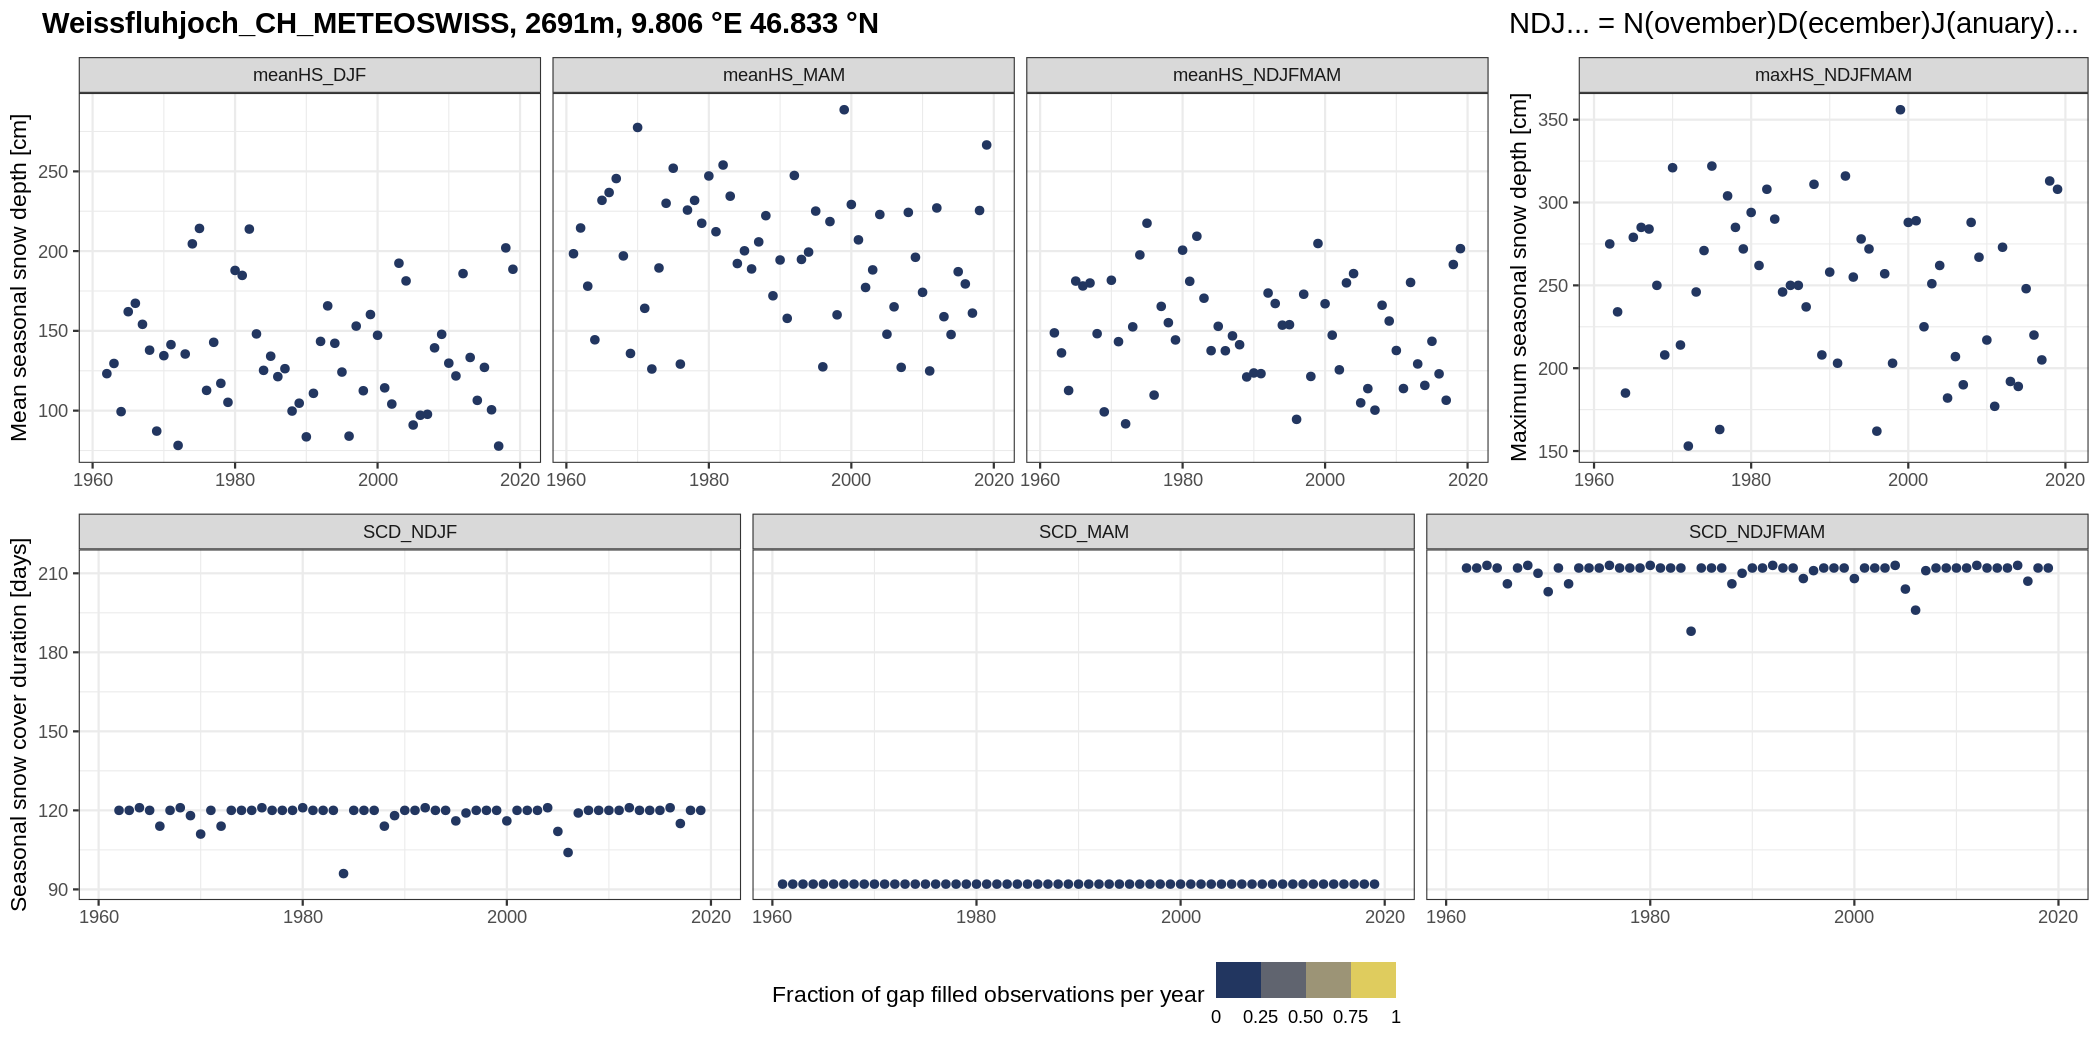 Weissfluhjoch_CH_METEOSWISS, 2691m, 9.806 °E 46.833 °N
NDJ... = N(ovember)D(ecember)J(anuary)...
meanHS_DJF
meanHS_MAM
meanHS_NDJFMAM
maxHS_NDJFMAM
Mean seasonal snow depth [cm]
250
200
150
100
1960 1980 2000 2020
1960 1980 2000 2020
1960 1980 2000 2020
Maximum seasonal snow depth [cm]
350
300
250
200
150
1960 1980 2000 2020
SCD_NDJF
SCD_MAM
SCD_NDJFMAM
Seasonal snow cover duration [days]
210
180
150
120
90
1960 1980 2000 2020
1960 1980 2000 2020
1960 1980 2000 2020
Fraction of gap filled observations per year
0 0.25 0.50 0.75 1